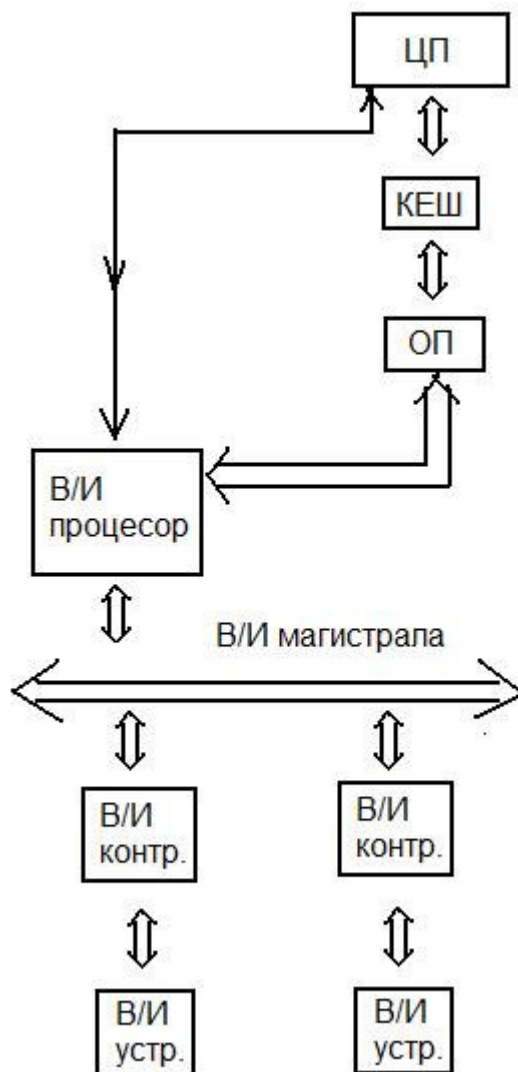 ЦП
КЕШ
ОП
В/И
процесор
В/И магистрала
В/И
контр.
В/И
контр.
В/И
устр.
В/И
устр.